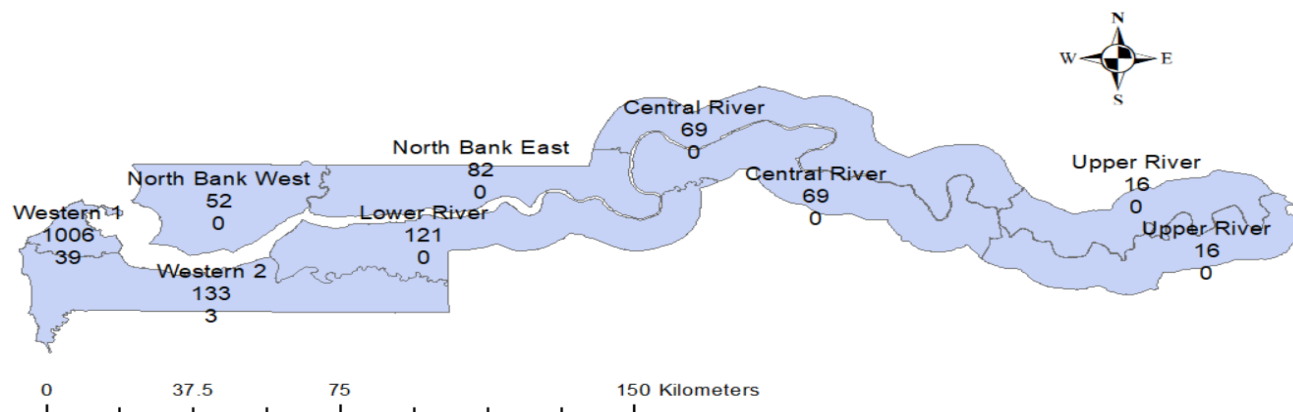 N
W E
S
Central River
69
0
North Bank East
82
0
Upper River
16
0
Central River
69
0
North Bank West
52
0
Western 1
1006
39
Lower River
121
0
Upper River
16
0
Western 2
133
3
0 37.5 75 150 Kilometers